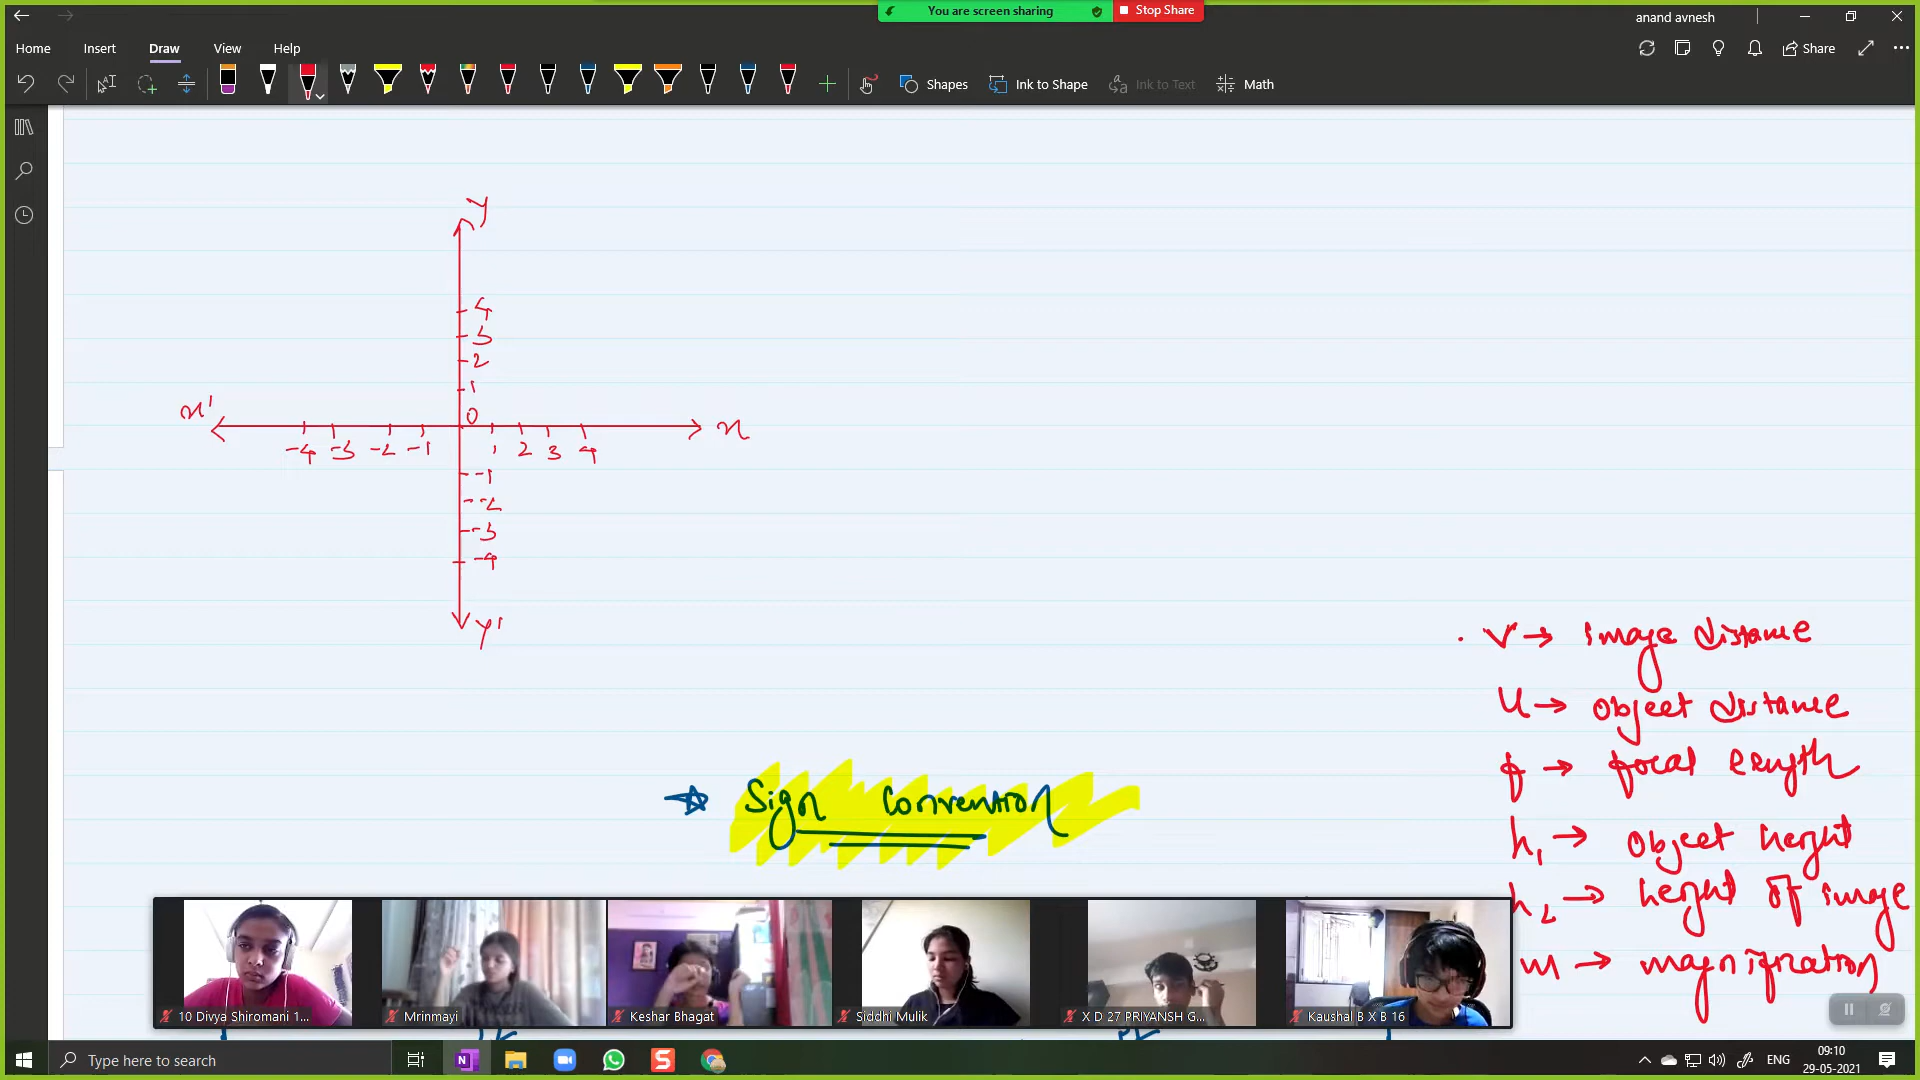 You are screen sharing
Stop Share
anand avnesh
Home Insert Draw View Help
Share
Shapes
Ink to Shape
Ink to Text
Math
y
4
3
2
1
0
x'
x
-4 -3 -2 -1 1 2 3 4
-1
-2
-3
-4
y'
v → image distance
u → object distance
f → focal length
h₁ → object height
h₂ → height of image
m → magnification
Sign Convention
10 Divya Shiromani 1...
Mrinmayi
Keshar Bhagat
Siddhi Mulik
X D 27 PRIYANSH G...
Kaushal B X B 16
Type here to search
ENG
09:10
29-05-2021